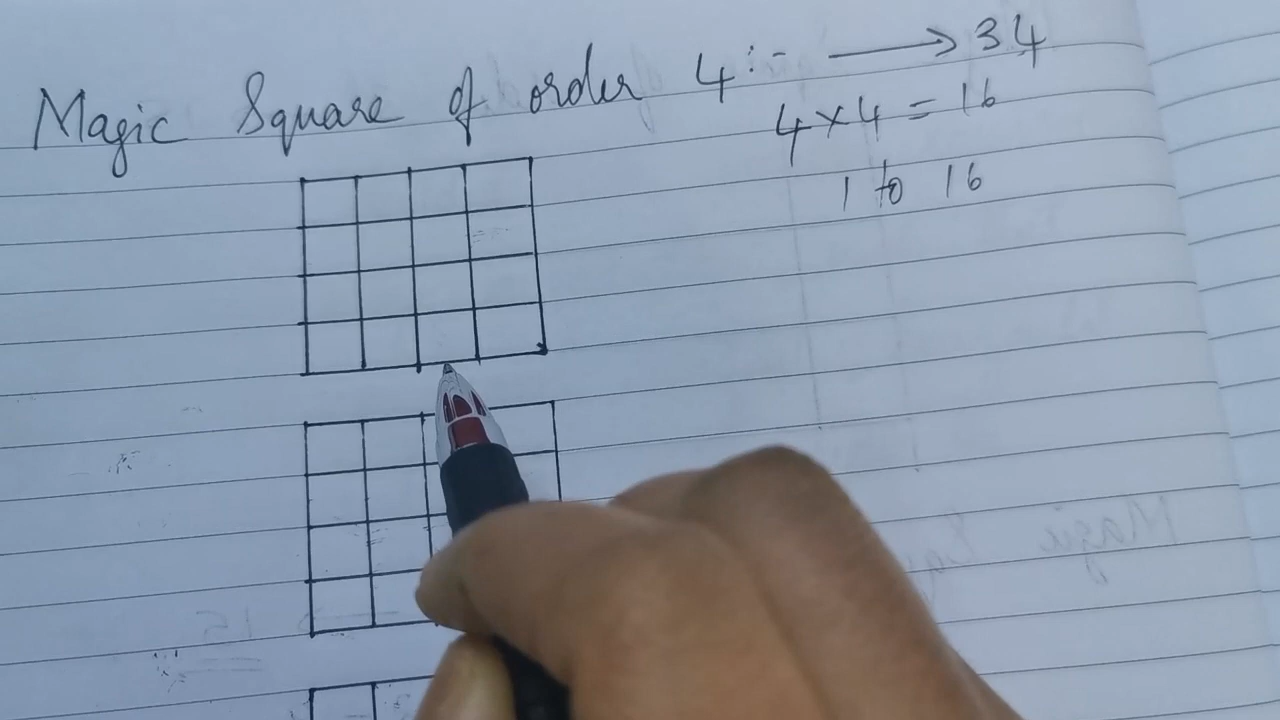 Magic Square of order 4 :- → 34
4 × 4 = 16
1 to 16